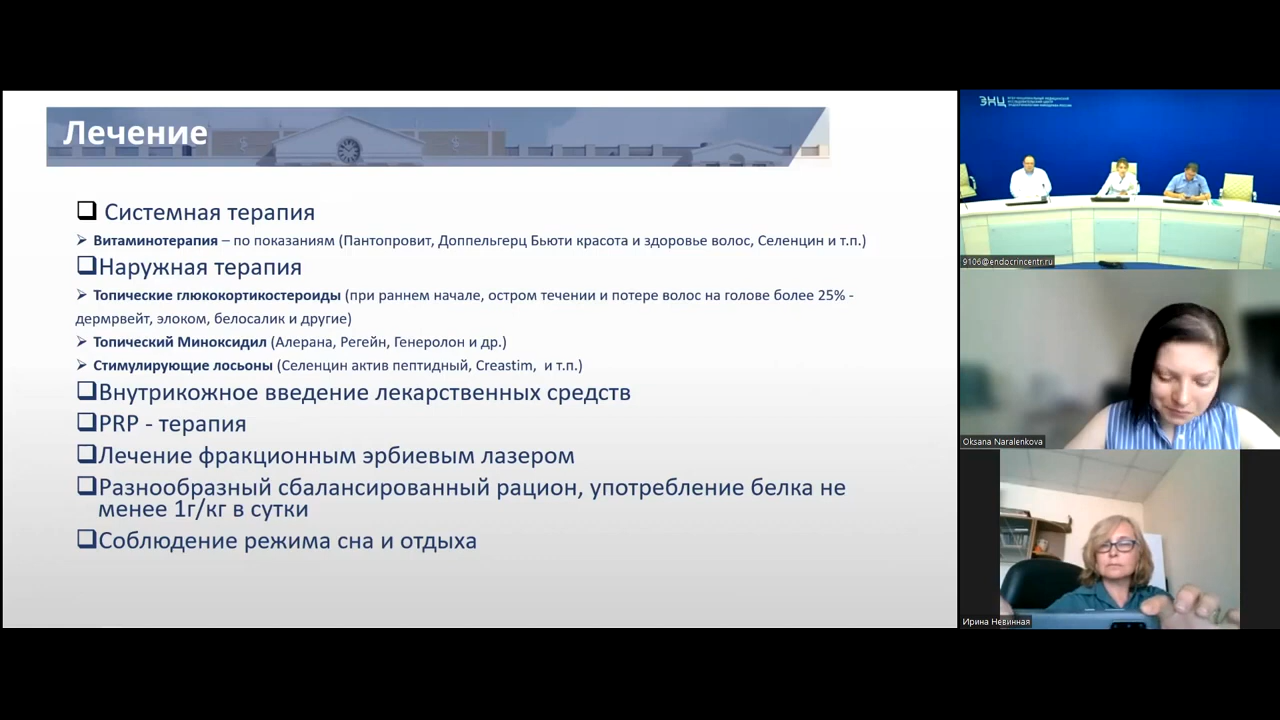 Лечение
Системная терапия
Витаминотерапия – по показаниям (Пантопровит, Доппельгерц Бьюти красота и здоровье волос, Селенцин и т.п.)
Наружная терапия
Топические глюкокортикостероиды (при раннем начале, остром течении и потере волос на голове более 25% -
дермрвейт, элоком, белосалик и другие)
Топический Миноксидил (Алерана, Регейн, Генеролон и др.)
Стимулирующие лосьоны (Селенцин актив пептидный, Creastim, и т.п.)
Внутрикожное введение лекарственных средств
PRP - терапия
Лечение фракционным эрбиевым лазером
Разнообразный сбалансированный рацион, употребление белка не
менее 1г/кг в сутки
Соблюдение режима сна и отдыха
ЭНЦ
9106@endocrincentr.ru
Oksana Naralenkova
Ирина Невинная